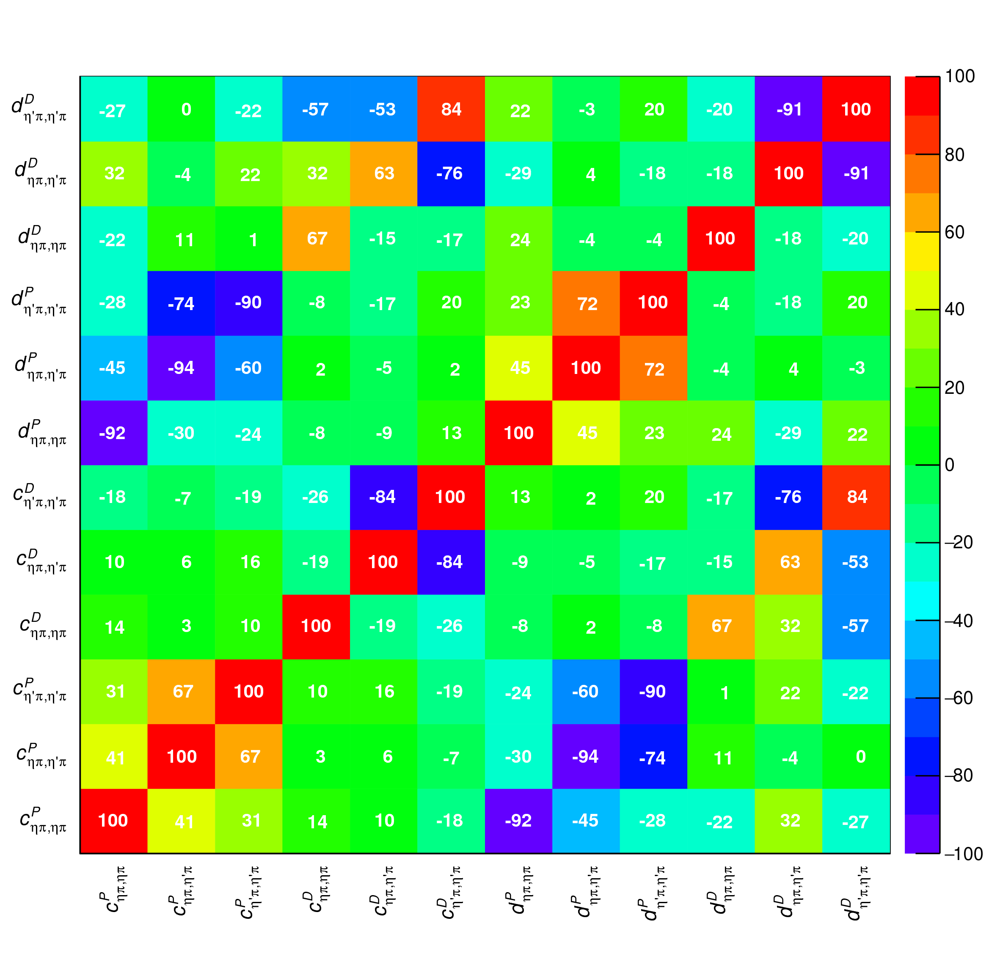 100
d^D_η'π,η'π -27 0 -22 -57 -53 84 22 -3 20 -20 -91 100
80
d^D_ηπ,η'π 32 -4 22 32 63 -76 -29 4 -18 -18 100 -91
d^D_ηπ,ηπ -22 11 1 67 -15 -17 24 -4 -4 100 -18 -20
60
d^P_η'π,η'π -28 -74 -90 -8 -17 20 23 72 100 -4 -18 20
40
d^P_ηπ,η'π -45 -94 -60 2 -5 2 45 100 72 -4 4 -3
20
d^P_ηπ,ηπ -92 -30 -24 -8 -9 13 100 45 23 24 -29 22
0
c^D_η'π,η'π -18 -7 -19 -26 -84 100 13 2 20 -17 -76 84
−20
c^D_ηπ,η'π 10 6 16 -19 100 -84 -9 -5 -17 -15 63 -53
−40
c^D_ηπ,ηπ 14 3 10 100 -19 -26 -8 2 -8 67 32 -57
c^P_η'π,η'π 31 67 100 10 16 -19 -24 -60 -90 1 22 -22
−60
c^P_ηπ,η'π 41 100 67 3 6 -7 -30 -94 -74 11 -4 0
−80
c^P_ηπ,ηπ 100 41 31 14 10 -18 -92 -45 -28 -22 32 -27
−100
c^P_ηπ,ηπ c^P_ηπ,η'π c^P_η'π,η'π c^D_ηπ,ηπ c^D_ηπ,η'π c^D_η'π,η'π d^P_ηπ,ηπ d^P_ηπ,η'π d^P_η'π,η'π d^D_ηπ,ηπ d^D_ηπ,η'π d^D_η'π,η'π